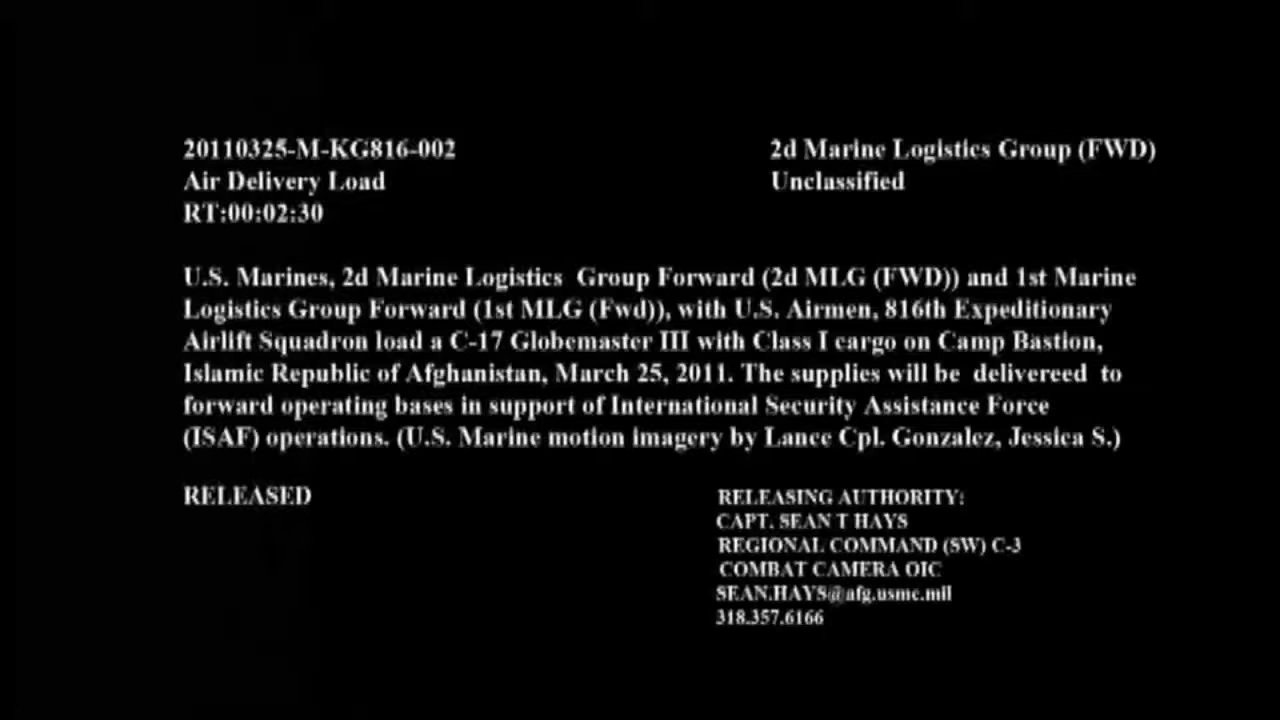 20110325-M-KG816-002
2d Marine Logistics Group (FWD)
Air Delivery Load
Unclassified
RT:00:02:30
U.S. Marines, 2d Marine Logistics Group Forward (2d MLG (FWD)) and 1st Marine
Logistics Group Forward (1st MLG (Fwd)), with U.S. Airmen, 816th Expeditionary
Airlift Squadron load a C-17 Globemaster III with Class I cargo on Camp Bastion,
Islamic Republic of Afghanistan, March 25, 2011. The supplies will be delivereed to
forward operating bases in support of International Security Assistance Force
(ISAF) operations. (U.S. Marine motion imagery by Lance Cpl. Gonzalez, Jessica S.)
RELEASED
RELEASING AUTHORITY:
CAPT. SEAN T HAYS
REGIONAL COMMAND (SW) C-3
COMBAT CAMERA OIC
SEAN.HAYS@afg.usmc.mil
318.357.6166